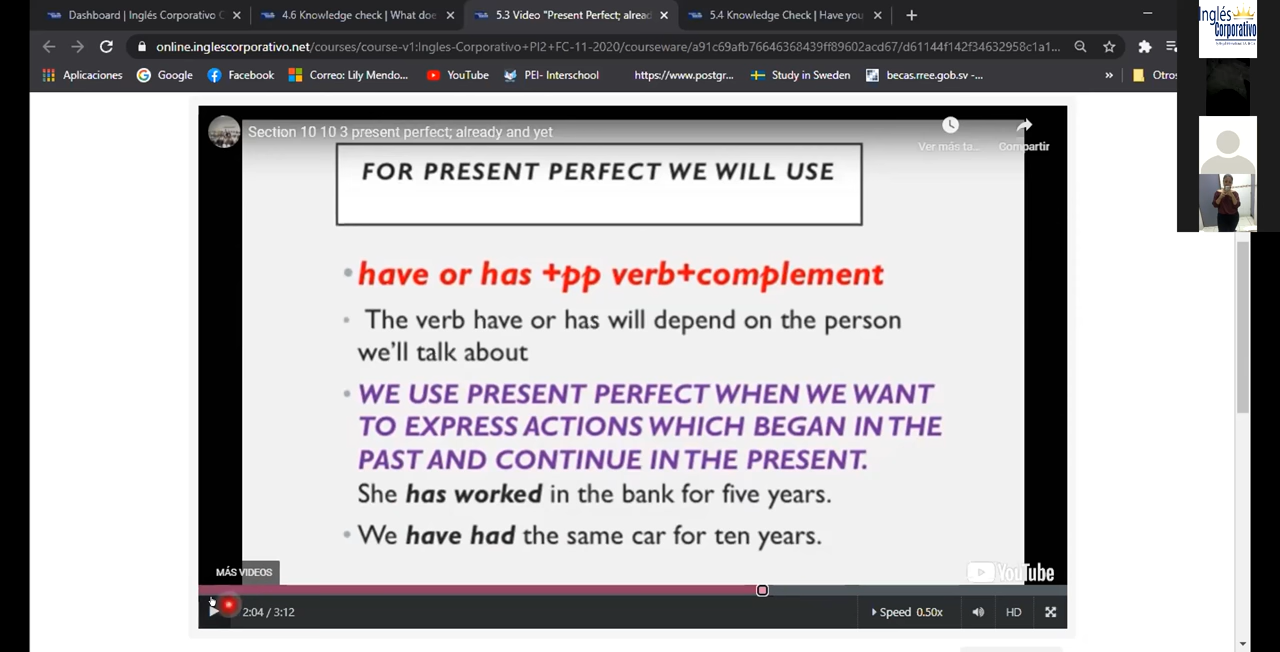 Dashboard | Inglés Corporativo C
4.6 Knowledge check | What doe
5.3 Video "Present Perfect; alread
5.4 Knowledge Check | Have you
online.inglescorporativo.net/courses/course-v1:Ingles-Corporativo+PI2+FC-11-2020/courseware/a91c69afb76646368439ff89602acd67/d61144f142f34632958c1a1...
Aplicaciones
Google
Facebook
Correo: Lily Mendo...
YouTube
PEI- Interschool
https://www.postgr...
Study in Sweden
becas.rree.gob.sv -...
»
Otros
Inglés
Corporativo
Section 10 10 3 present perfect; already and yet
Ver más ta...
Compartir
FOR PRESENT PERFECT WE WILL USE
• have or has +pp verb+complement
• The verb have or has will depend on the person
we'll talk about
• WE USE PRESENT PERFECT WHEN WE WANT
TO EXPRESS ACTIONS WHICH BEGAN IN THE
PAST AND CONTINUE IN THE PRESENT.
She has worked in the bank for five years.
• We have had the same car for ten years.
MÁS VIDEOS
YouTube
2:04 / 3:12
Speed 0.50x
HD